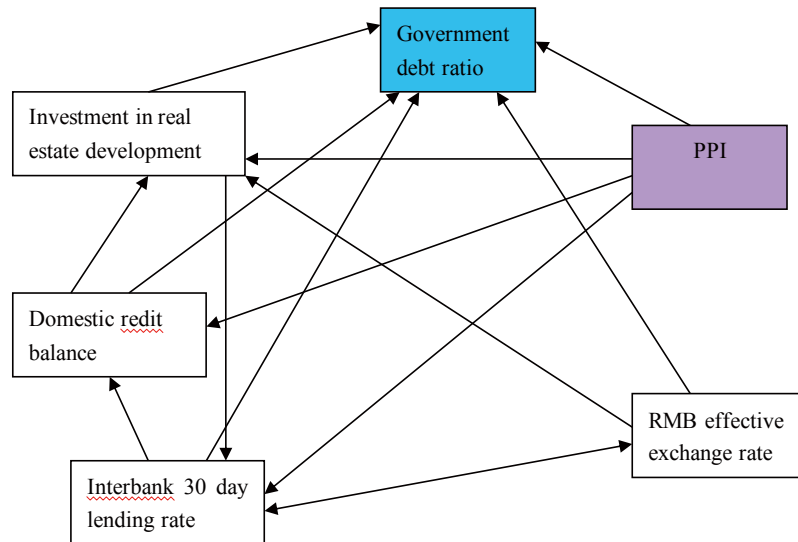 Government
debt ratio
Investment in real
estate development
PPI
Domestic redit
balance
RMB effective
exchange rate
Interbank 30 day
lending rate